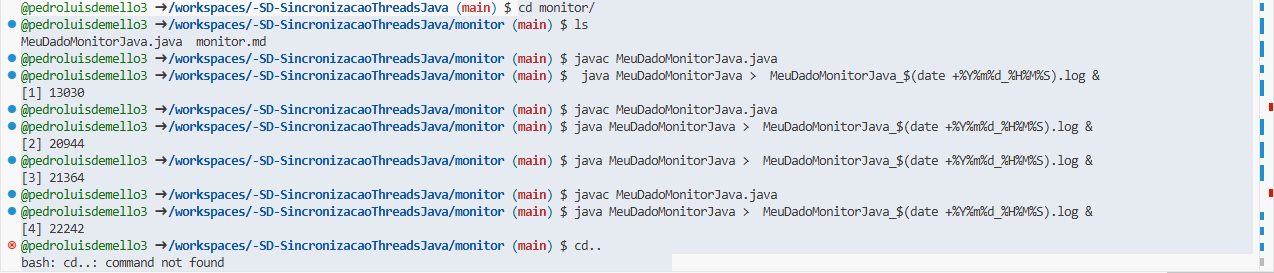 @pedroluisdemello3 ➜/workspaces/-SD-SincronizacaoThreadsJava (main) $ cd monitor/
@pedroluisdemello3 ➜/workspaces/-SD-SincronizacaoThreadsJava/monitor (main) $ ls
MeuDadoMonitorJava.java  monitor.md
@pedroluisdemello3 ➜/workspaces/-SD-SincronizacaoThreadsJava/monitor (main) $ javac MeuDadoMonitorJava.java
@pedroluisdemello3 ➜/workspaces/-SD-SincronizacaoThreadsJava/monitor (main) $  java MeuDadoMonitorJava >  MeuDadoMonitorJava_$(date +%Y%m%d_%H%M%S).log &
[1] 13030
@pedroluisdemello3 ➜/workspaces/-SD-SincronizacaoThreadsJava/monitor (main) $ javac MeuDadoMonitorJava.java
@pedroluisdemello3 ➜/workspaces/-SD-SincronizacaoThreadsJava/monitor (main) $ java MeuDadoMonitorJava >  MeuDadoMonitorJava_$(date +%Y%m%d_%H%M%S).log &
[2] 20944
@pedroluisdemello3 ➜/workspaces/-SD-SincronizacaoThreadsJava/monitor (main) $ java MeuDadoMonitorJava >  MeuDadoMonitorJava_$(date +%Y%m%d_%H%M%S).log &
[3] 21364
@pedroluisdemello3 ➜/workspaces/-SD-SincronizacaoThreadsJava/monitor (main) $ javac MeuDadoMonitorJava.java
@pedroluisdemello3 ➜/workspaces/-SD-SincronizacaoThreadsJava/monitor (main) $ java MeuDadoMonitorJava >  MeuDadoMonitorJava_$(date +%Y%m%d_%H%M%S).log &
[4] 22242
@pedroluisdemello3 ➜/workspaces/-SD-SincronizacaoThreadsJava/monitor (main) $ cd..
bash: cd..: command not found